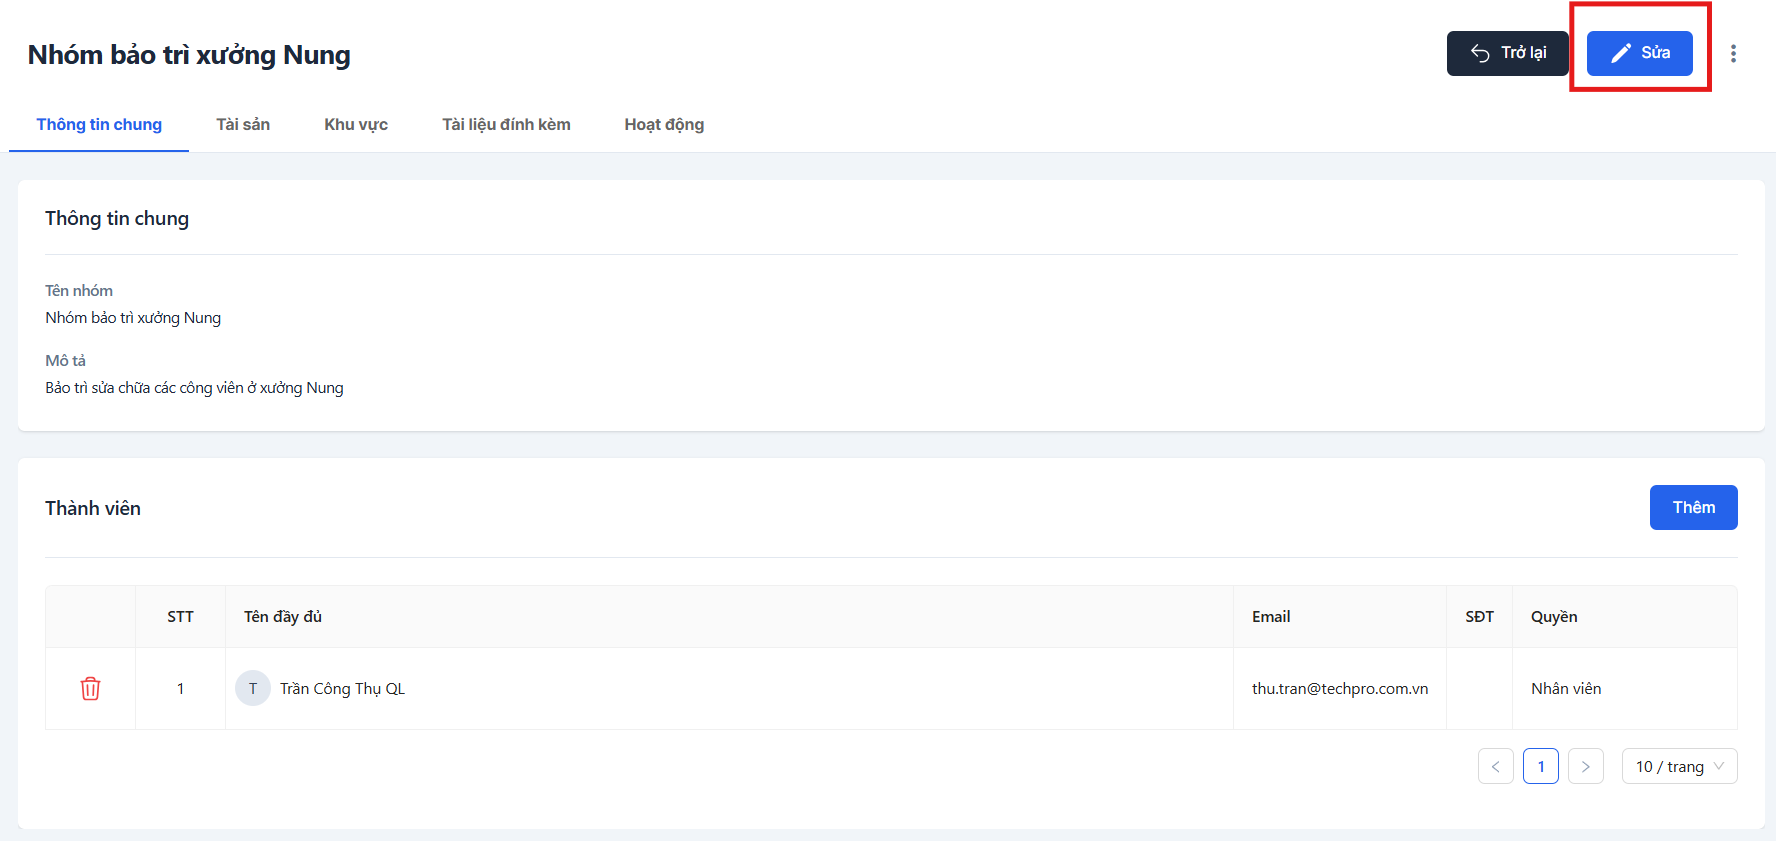 Nhóm bảo trì xưởng Nung
Trở lại
Sửa
Thông tin chung
Tài sản
Khu vực
Tài liệu đính kèm
Hoạt động
Thông tin chung
Tên nhóm
Nhóm bảo trì xưởng Nung
Mô tả
Bảo trì sửa chữa các công viên ở xưởng Nung
Thành viên
Thêm
STT
Tên đầy đủ
Email
SĐT
Quyền
1
T
Trần Công Thụ QL
thu.tran@techpro.com.vn
Nhân viên
1
10 / trang